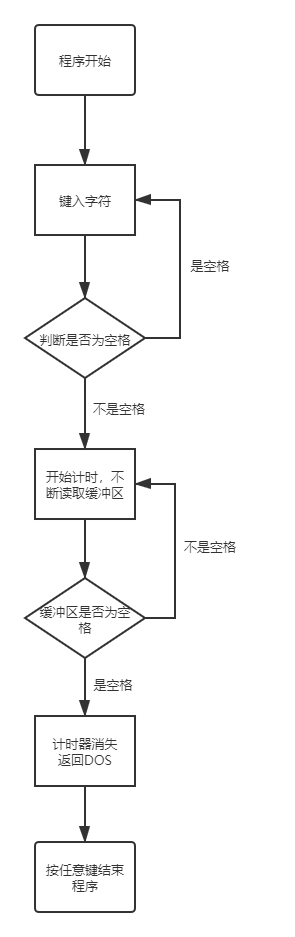 程序开始
键入字符
是空格
判断是否为空格
不是空格
开始计时，不
断读取缓冲区
不是空格
缓冲区是否为空
格
是空格
计时器消失
返回DOS
按任意键结束
程序